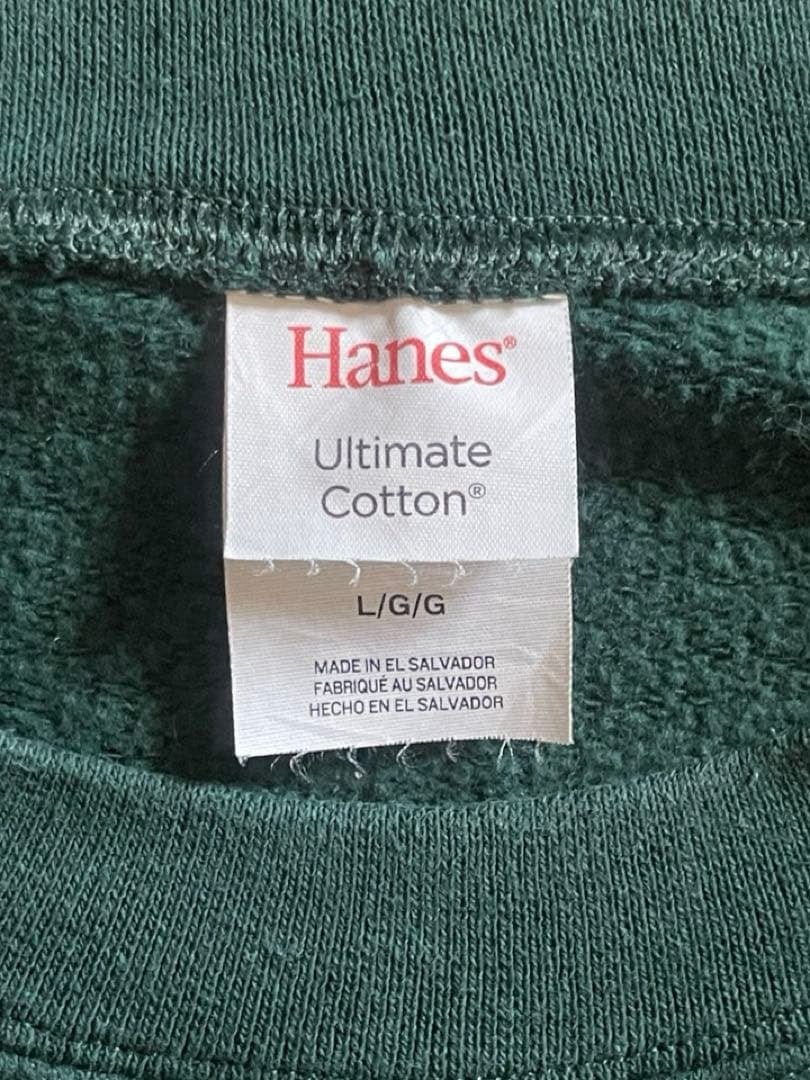 Hanes®
Ultimate
Cotton®
L/G/G
MADE IN EL SALVADOR
FABRIQUÉ AU SALVADOR
HECHO EN EL SALVADOR